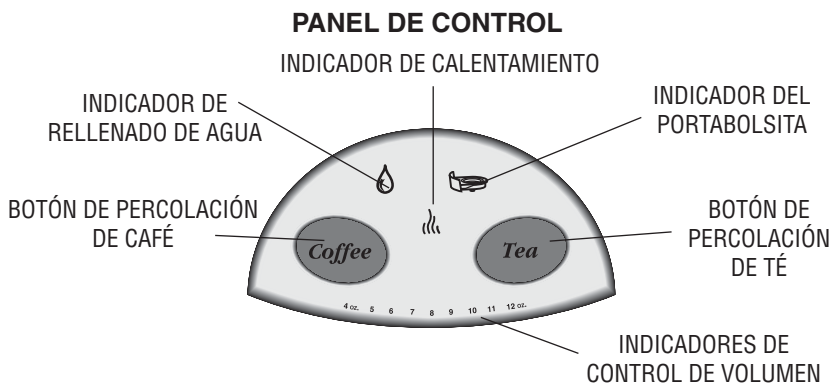 PANEL DE CONTROL
INDICADOR DE CALENTAMIENTO
INDICADOR DE
RELLENADO DE AGUA
INDICADOR DEL
PORTABOLSITA
BOTÓN DE PERCOLACIÓN
DE CAFÉ
BOTÓN DE
PERCOLACIÓN
DE TÉ
Coffee
Tea
4 oz. 5 6 7 8 9 10 11 12 oz.
INDICADORES DE
CONTROL DE VOLUMEN